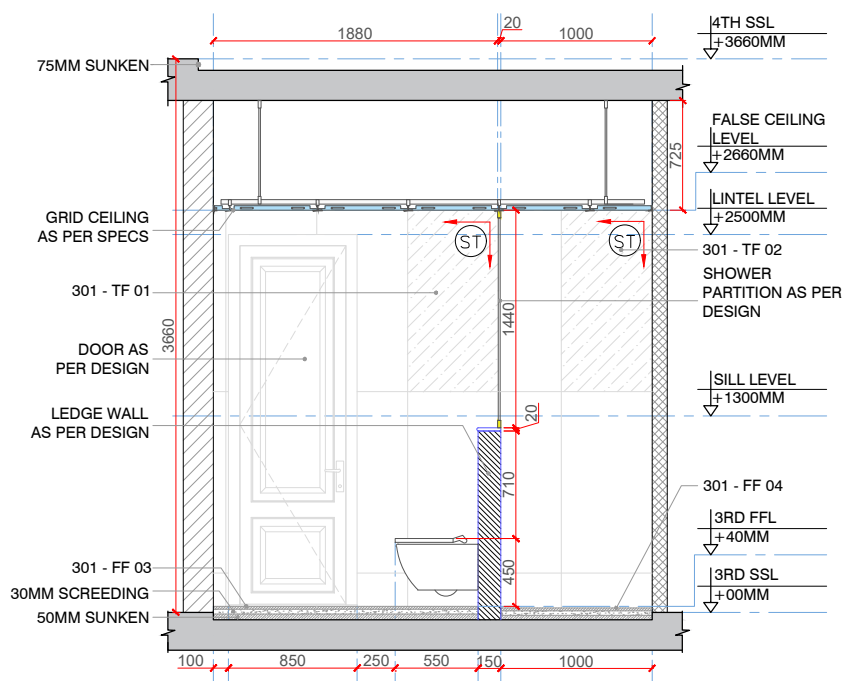 20
1880
1000
4TH SSL
+3660MM
75MM SUNKEN
FALSE CEILING
LEVEL
+2660MM
725
LINTEL LEVEL
+2500MM
GRID CEILING
AS PER SPECS
ST
ST
301 - TF 02
SHOWER
PARTITION AS PER
DESIGN
301 - TF 01
1440
3660
DOOR AS
PER DESIGN
SILL LEVEL
+1300MM
LEDGE WALL
AS PER DESIGN
20
710
301 - FF 04
3RD FFL
+40MM
450
301 - FF 03
30MM SCREEDING
50MM SUNKEN
3RD SSL
+00MM
100
850
250
550
150
1000